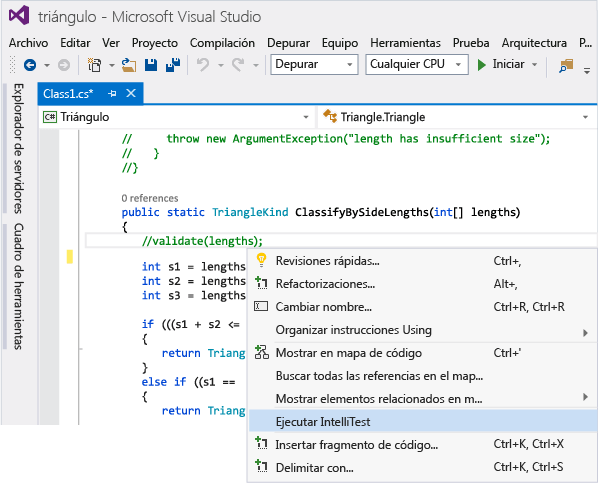 triángulo - Microsoft Visual Studio
Archivo Editar Ver Proyecto Compilación Depurar Equipo Herramientas Prueba Arquitectura P...
Depurar Cualquier CPU Iniciar
Explorador de servidores
Cuadro de herramientas
Class1.cs*
C# Triángulo Triangle.Triangle
// throw new ArgumentException("length has insufficient size");
// }
//}
0 references
public static TriangleKind ClassifyBySideLengths(int[] lengths)
{
//validate(lengths);
int s1 = lengths
int s2 = lengths
int s3 = lengths
if (((s1 + s2 <=
{
return Triang
}
else if ((s1 ==
{
return Triang
Revisiones rápidas... Ctrl+,
Refactorizaciones... Alt+,
Cambiar nombre... Ctrl+R, Ctrl+R
Organizar instrucciones Using
Mostrar en mapa de código Ctrl+'
Buscar todas las referencias en el map...
Mostrar elementos relacionados en m...
Ejecutar IntelliTest
Insertar fragmento de código... Ctrl+K, Ctrl+X
Delimitar con... Ctrl+K, Ctrl+S